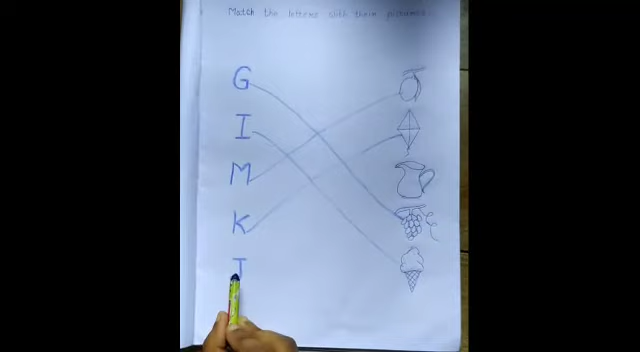 Match the letters with their pictures.
G
I
M
K
J